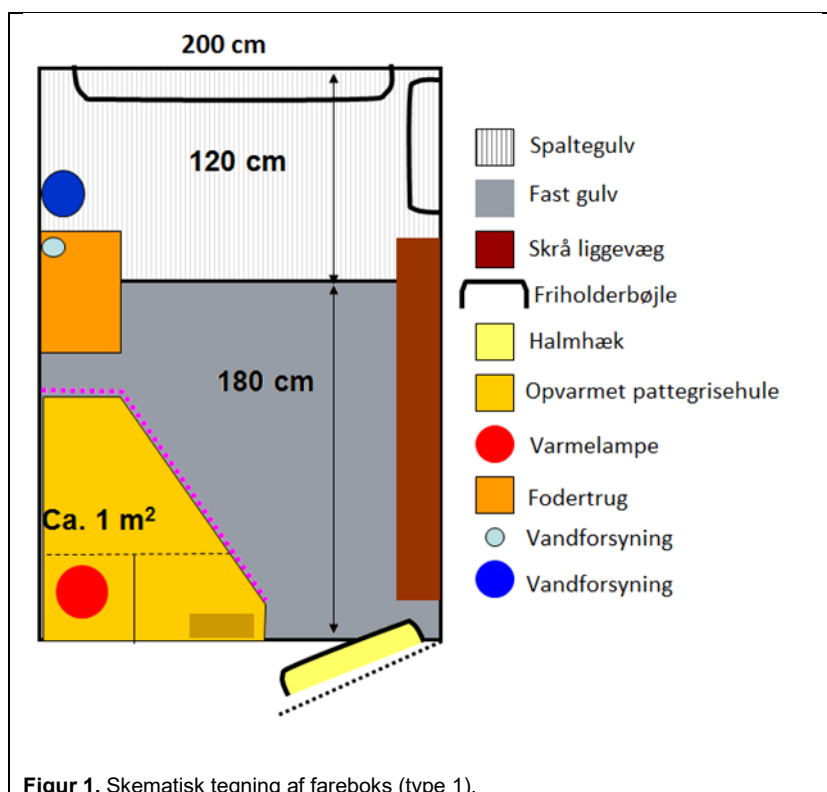 200 cm
120 cm
180 cm
Ca. 1 m²
Spaltegulv
Fast gulv
Skrå liggevæg
Friholderbøjle
Halmhæk
Opvarmet pattegrisehule
Varmelampe
Fodertrug
Vandforsyning
Vandforsyning
Figur 1. Skematisk tegning af fareboks (type 1).